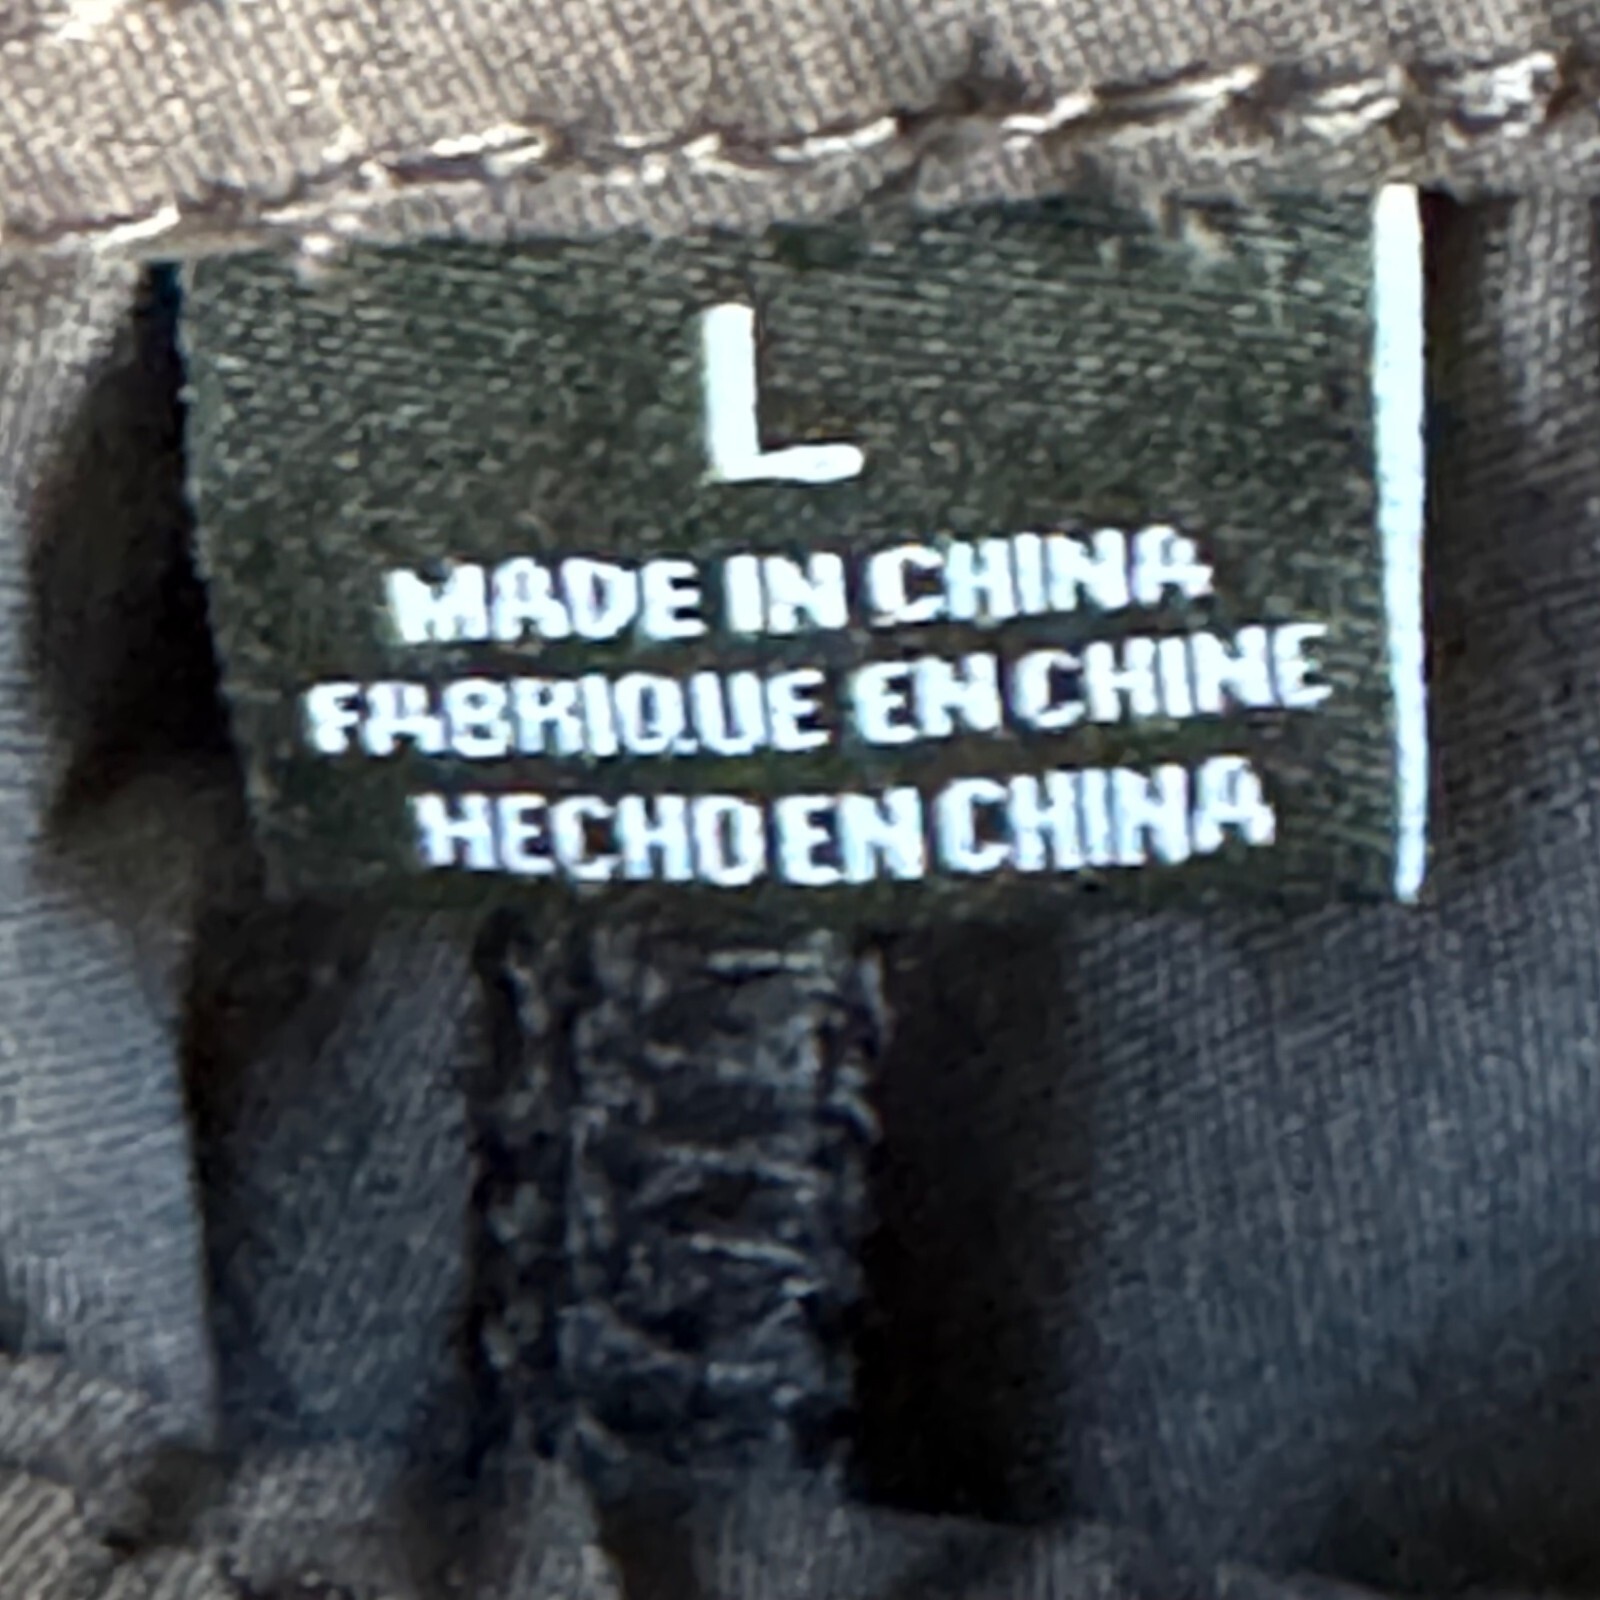 L
MADE IN CHINA
FABRIQUE EN CHINE
HECHO EN CHINA